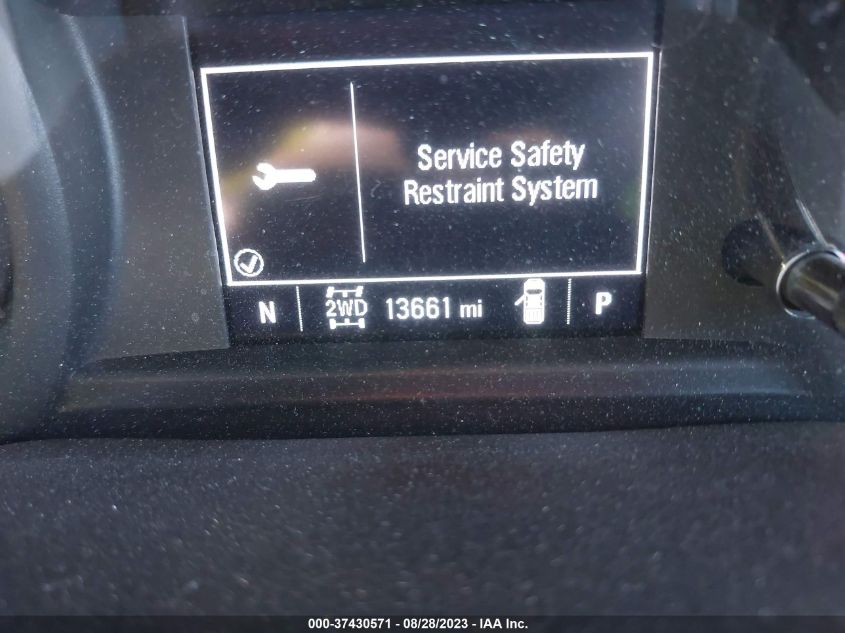 Service Safety
Restraint System
N 2WD 13661 mi P
000-37430571 — 08/28/2023 — IAA Inc.